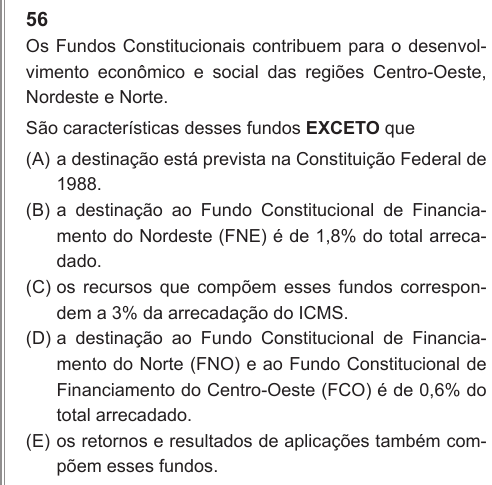 56
Os Fundos Constitucionais contribuem para o desenvol-
vimento econômico e social das regiões Centro-Oeste,
Nordeste e Norte.
São características desses fundos EXCETO que
(A) a destinação está prevista na Constituição Federal de
1988.
(B) a destinação ao Fundo Constitucional de Financia-
mento do Nordeste (FNE) é de 1,8% do total arreca-
dado.
(C) os recursos que compõem esses fundos correspon-
dem a 3% da arrecadação do ICMS.
(D) a destinação ao Fundo Constitucional de Financia-
mento do Norte (FNO) e ao Fundo Constitucional de
Financiamento do Centro-Oeste (FCO) é de 0,6% do
total arrecadado.
(E) os retornos e resultados de aplicações também com-
põem esses fundos.